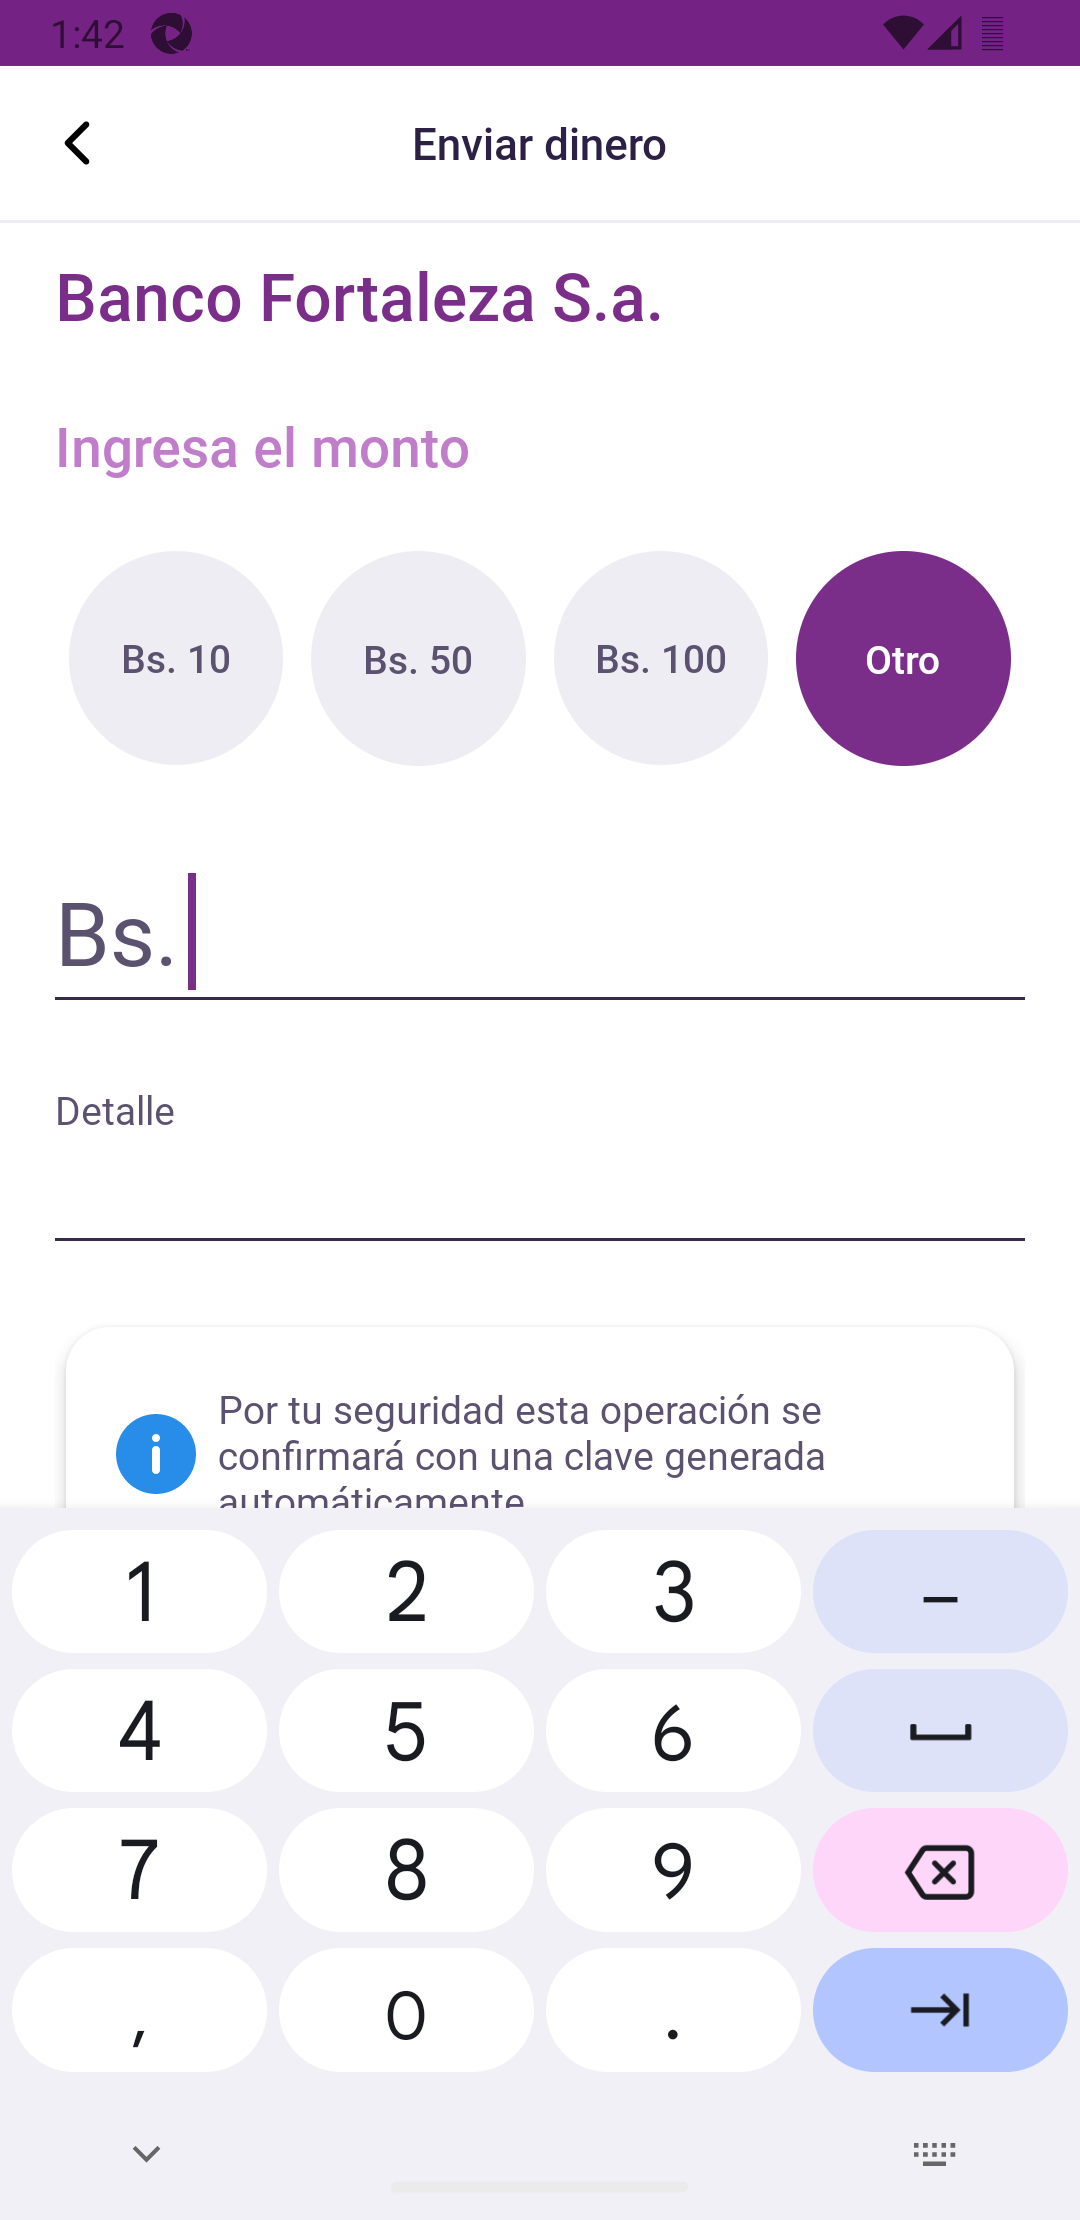 1:42
Enviar dinero
Banco Fortaleza S.a.
Ingresa el monto
Bs. 10
Bs. 50
Bs. 100
Otro
Bs.
Detalle
Por tu seguridad esta operación se
confirmará con una clave generada
automáticamente
1 2 3 –
4 5 6
7 8 9
, 0 .